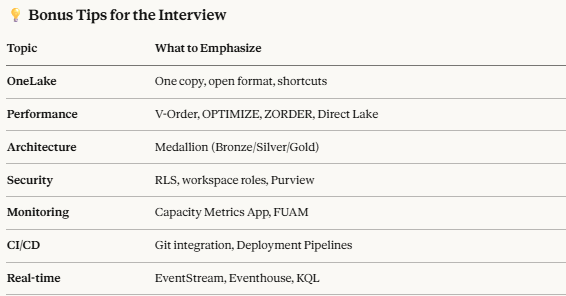 💡 Bonus Tips for the Interview
Topic What to Emphasize
OneLake One copy, open format, shortcuts
Performance V-Order, OPTIMIZE, ZORDER, Direct Lake
Architecture Medallion (Bronze/Silver/Gold)
Security RLS, workspace roles, Purview
Monitoring Capacity Metrics App, FUAM
CI/CD Git integration, Deployment Pipelines
Real-time EventStream, Eventhouse, KQL